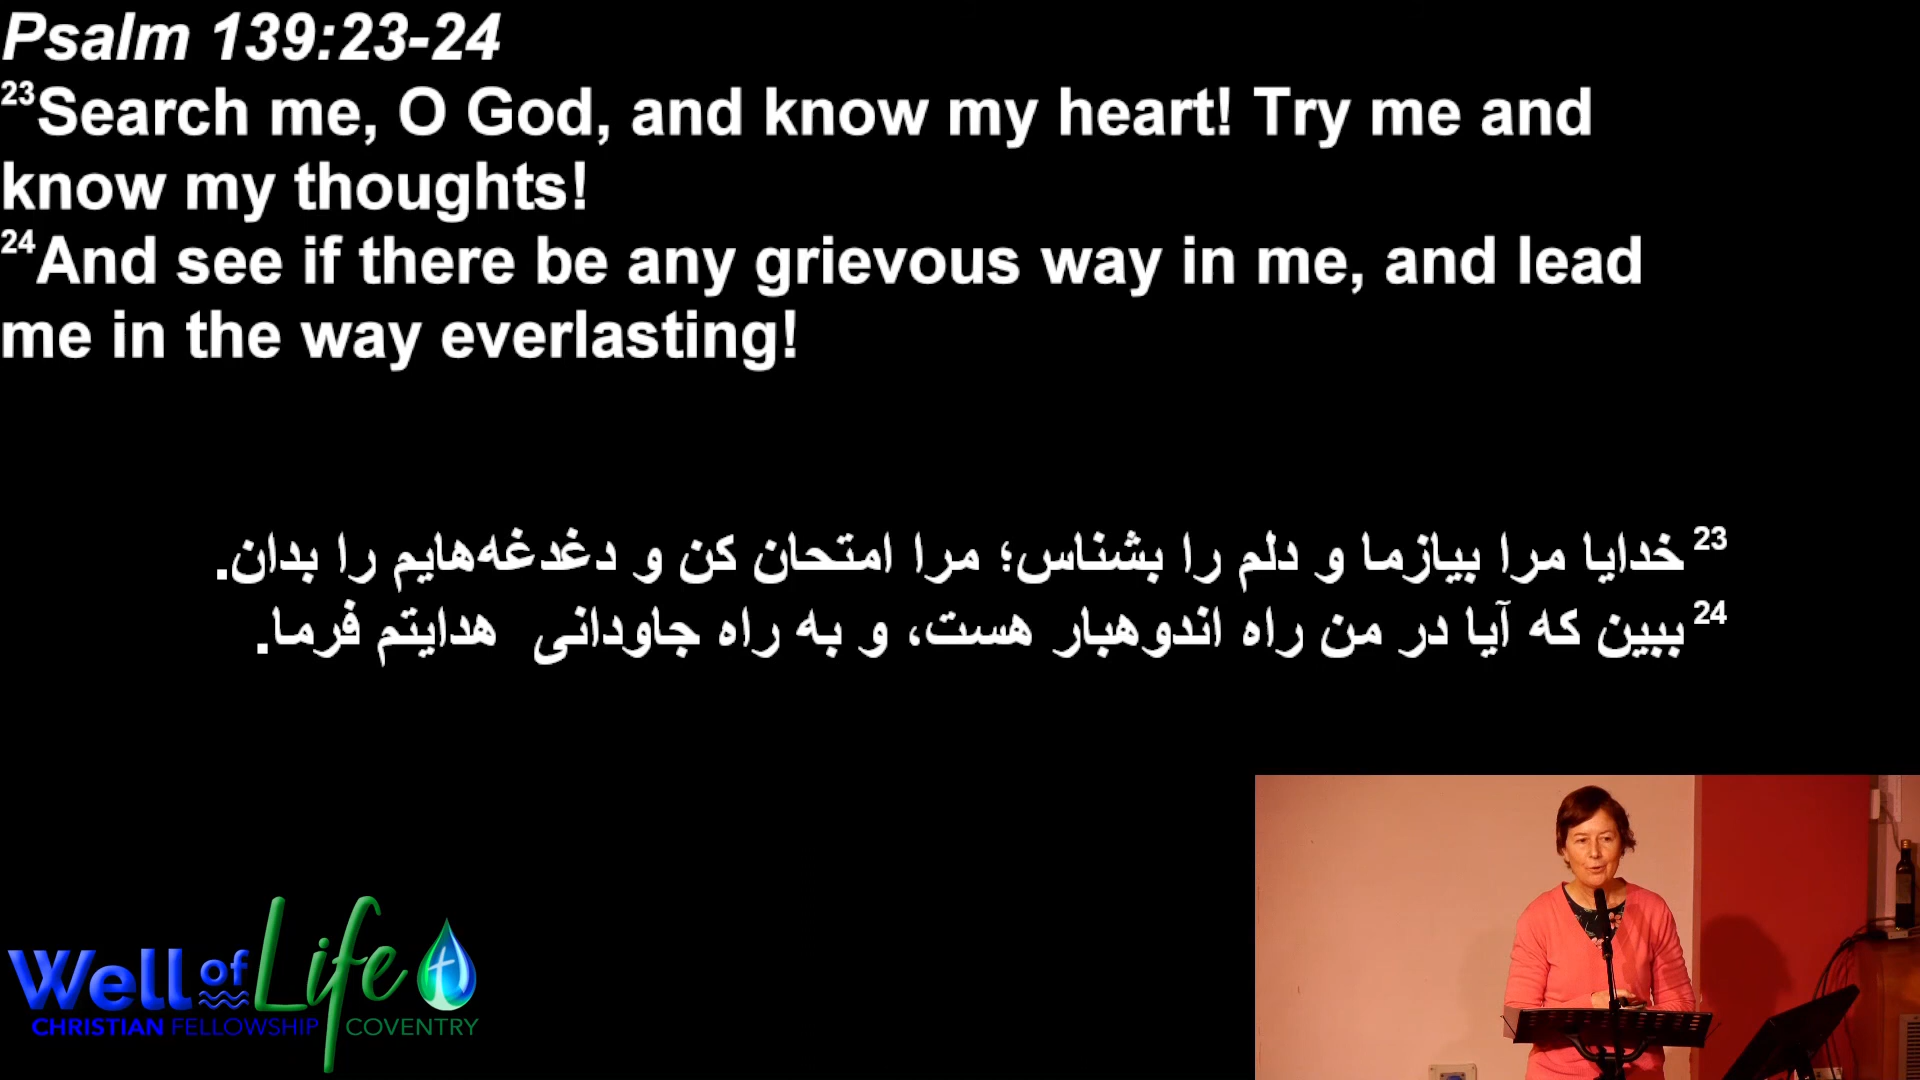 Psalm 139:23-24
23Search me, O God, and know my heart! Try me and
know my thoughts!
24And see if there be any grievous way in me, and lead
me in the way everlasting!
23 خدایا مرا بیازما و دلم را بشناس؛ مرا امتحان کن و دغدغه‌هایم را بدان.
24 ببین که آیا در من راه اندوهبار هست، و به راه جاودانی هدایتم فرما.
Well of Life
CHRISTIAN FELLOWSHIP COVENTRY